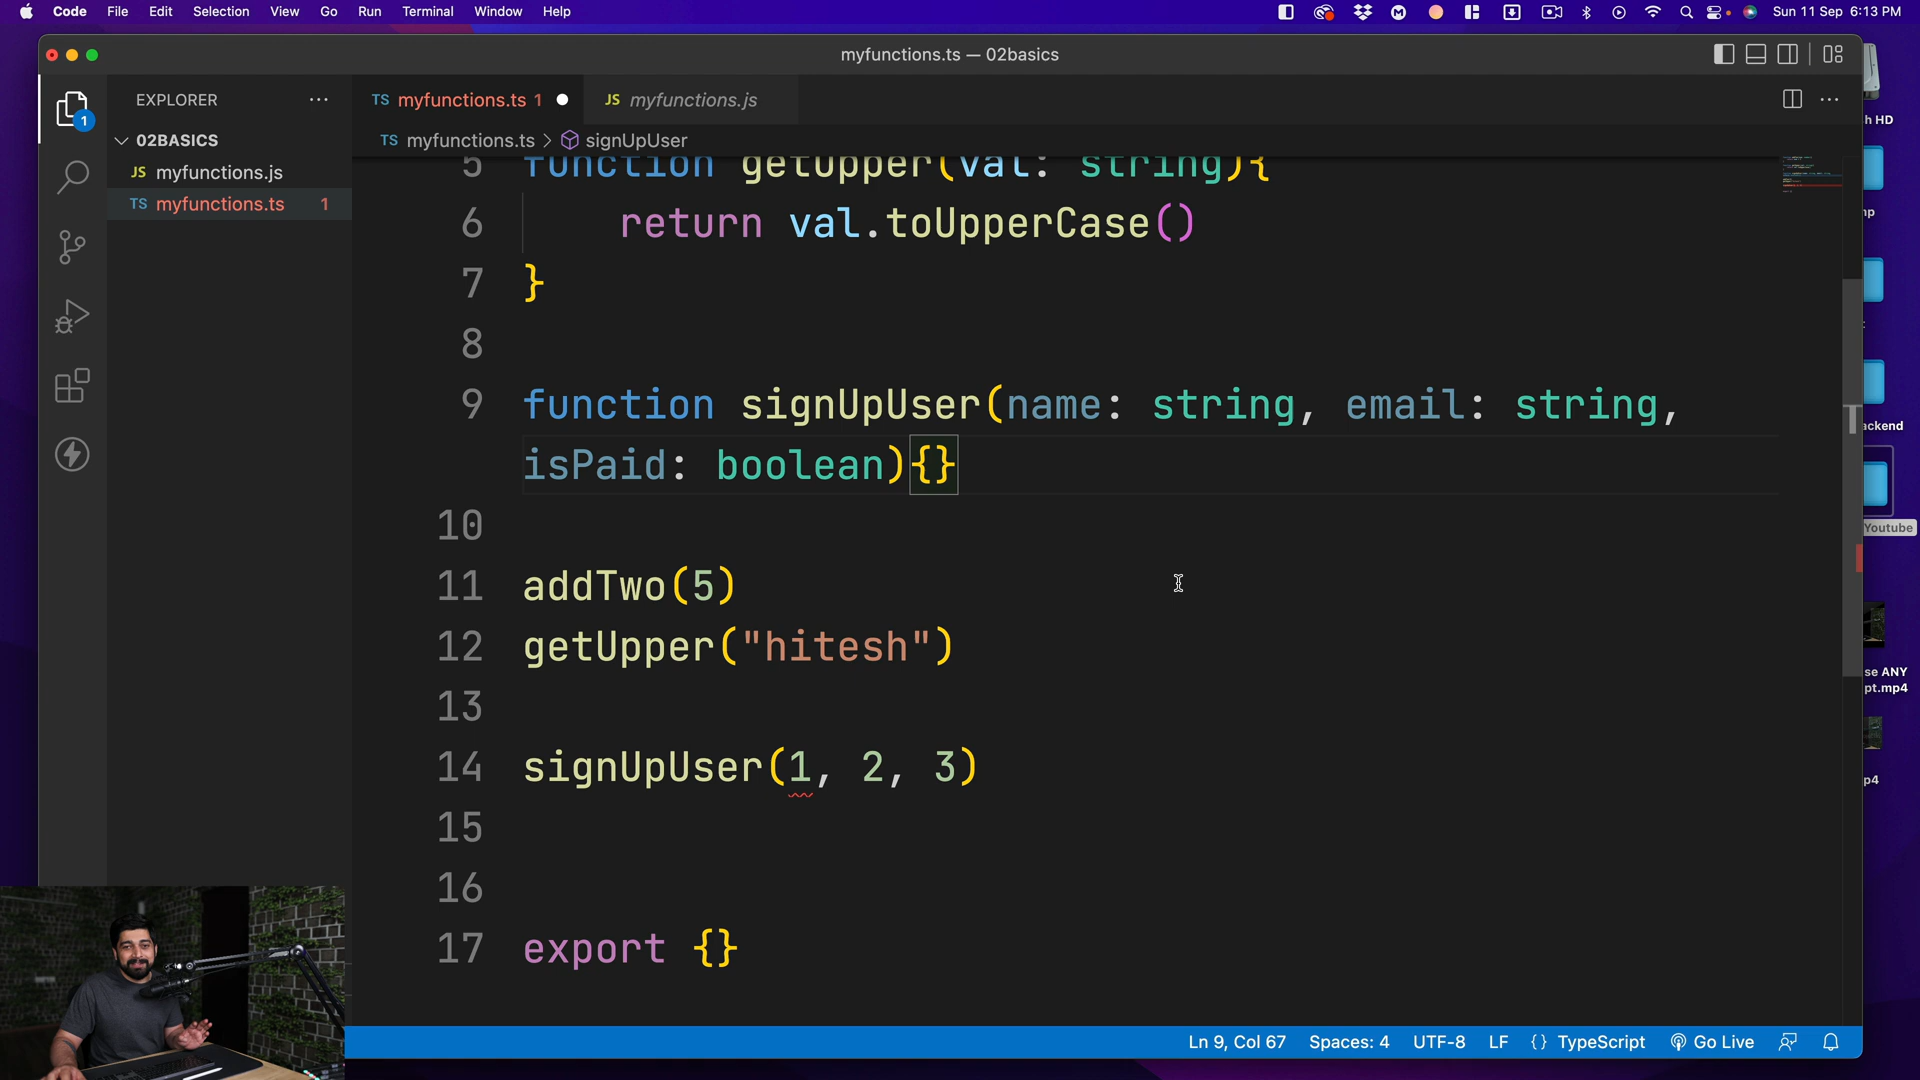 Code File Edit Selection View Go Run Terminal Window Help
Sun 11 Sep 6:13 PM
myfunctions.ts — 02basics
EXPLORER
1
02BASICS
JS myfunctions.js
TS myfunctions.ts 1
TS myfunctions.ts 1
JS myfunctions.js
TS myfunctions.ts > signUpUser
5 function getUpper(val: string){
6 return val.toUpperCase()
7 }
8
9 function signUpUser(name: string, email: string,
isPaid: boolean){}
10
11 addTwo(5)
12 getUpper("hitesh")
13
14 signUpUser(1, 2, 3)
15
16
17 export {}
Ln 9, Col 67 Spaces: 4 UTF-8 LF {} TypeScript Go Live
h HD
np
ackend
Youtube
se ANY
pt.mp4
p4